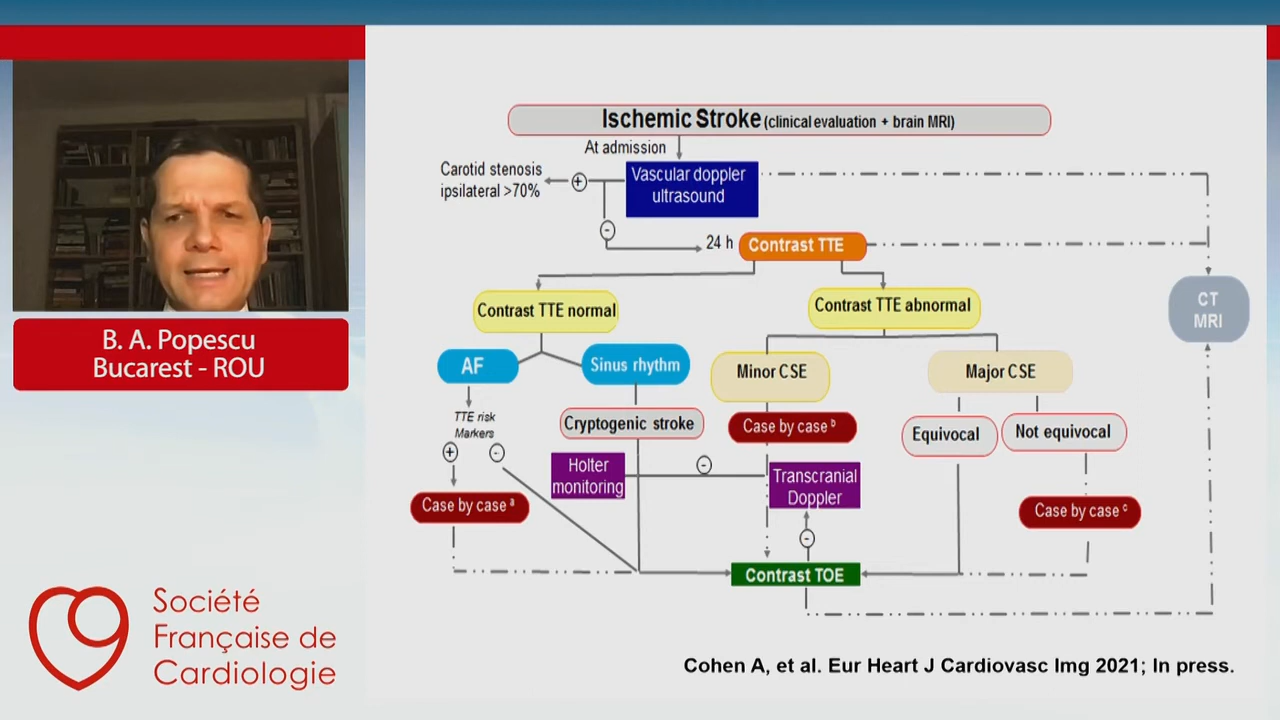 Ischemic Stroke (clinical evaluation + brain MRI)
At admission
Carotid stenosis
ipsilateral >70%
+
Vascular doppler
ultrasound
-
24 h
Contrast TTE
CT
MRI
Contrast TTE normal
Contrast TTE abnormal
AF
Sinus rhythm
Minor CSE
Major CSE
TTE risk
Markers
+
-
Cryptogenic stroke
Case by case b
Equivocal
Not equivocal
Holter
monitoring
-
Transcranial
Doppler
Case by case a
Case by case c
-
Contrast TOE
Cohen A, et al. Eur Heart J Cardiovasc Img 2021; In press.
B. A. Popescu
Bucarest - ROU
Société
Française de
Cardiologie